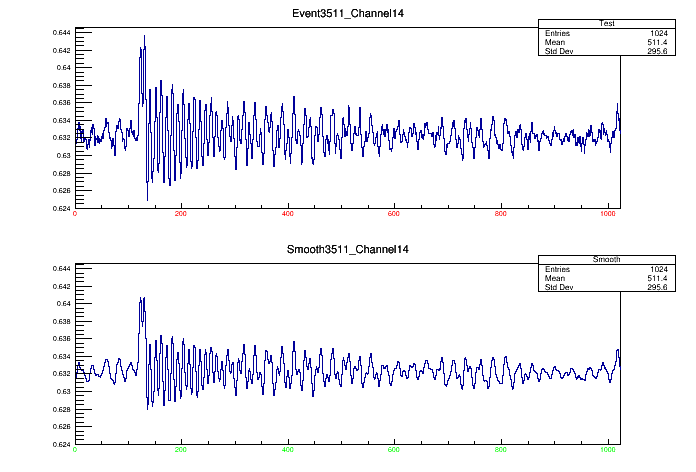 Event3511_Channel14
Test
Entries 1024
Mean 511.4
Std Dev 295.6
0.644
0.642
0.64
0.638
0.636
0.634
0.632
0.63
0.628
0.626
0.624
0 200 400 600 800 1000
Smooth3511_Channel14
Smooth
Entries 1024
Mean 511.4
Std Dev 295.6
0.644
0.642
0.64
0.638
0.636
0.634
0.632
0.63
0.628
0.626
0.624
0 200 400 600 800 1000